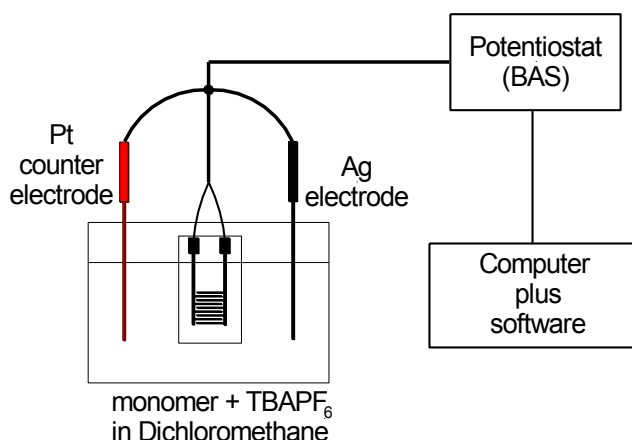 Potentiostat
(BAS)
Pt
counter
electrode
Ag
electrode
Computer
plus
software
monomer + TBAPF₆
in Dichloromethane